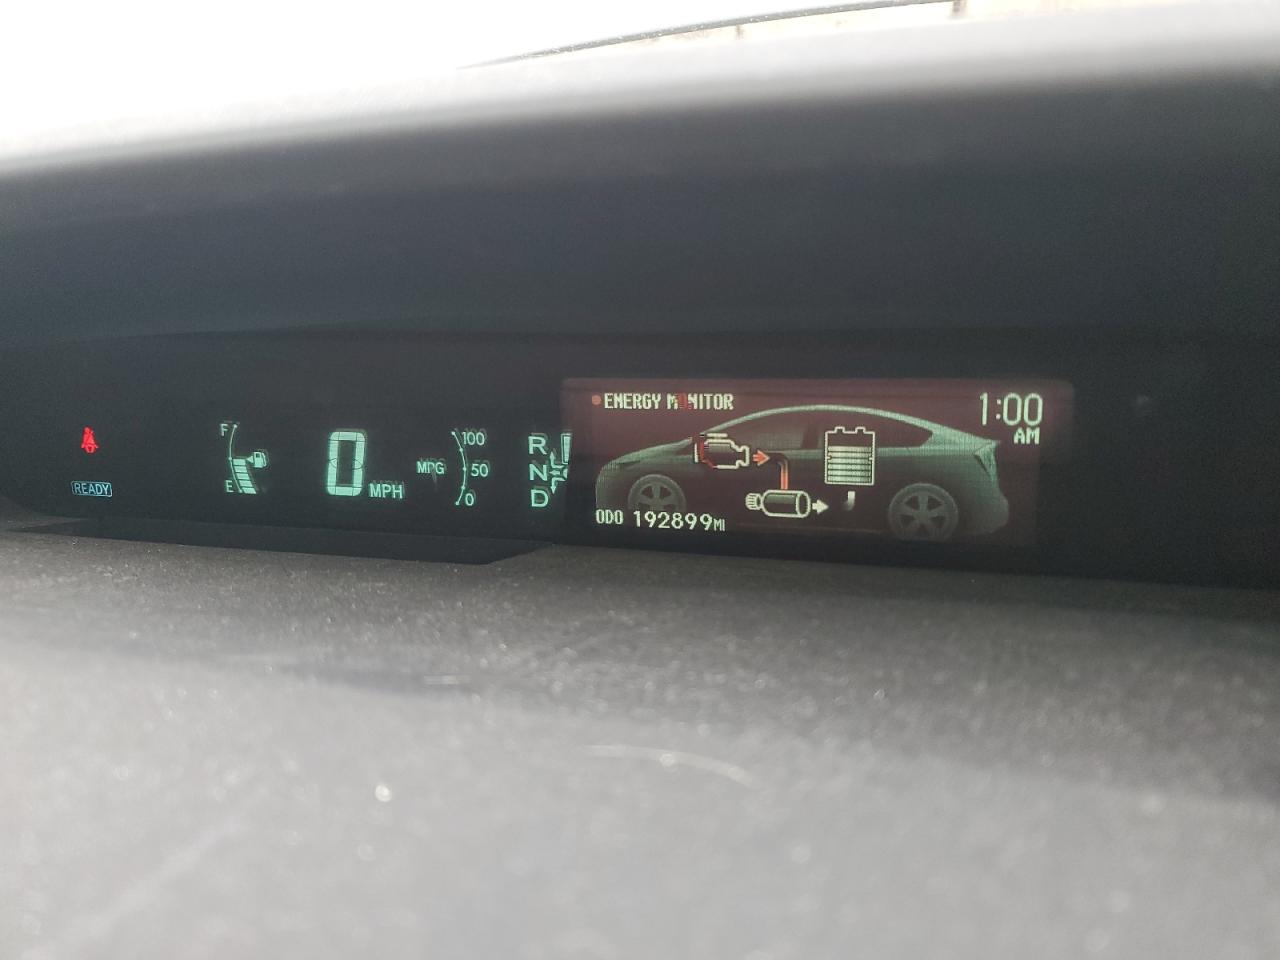 READY
F
E
0 MPH
MPG
100
50
0
R
N
D
ENERGY MONITOR
1:00
AM
ODO 192899MI